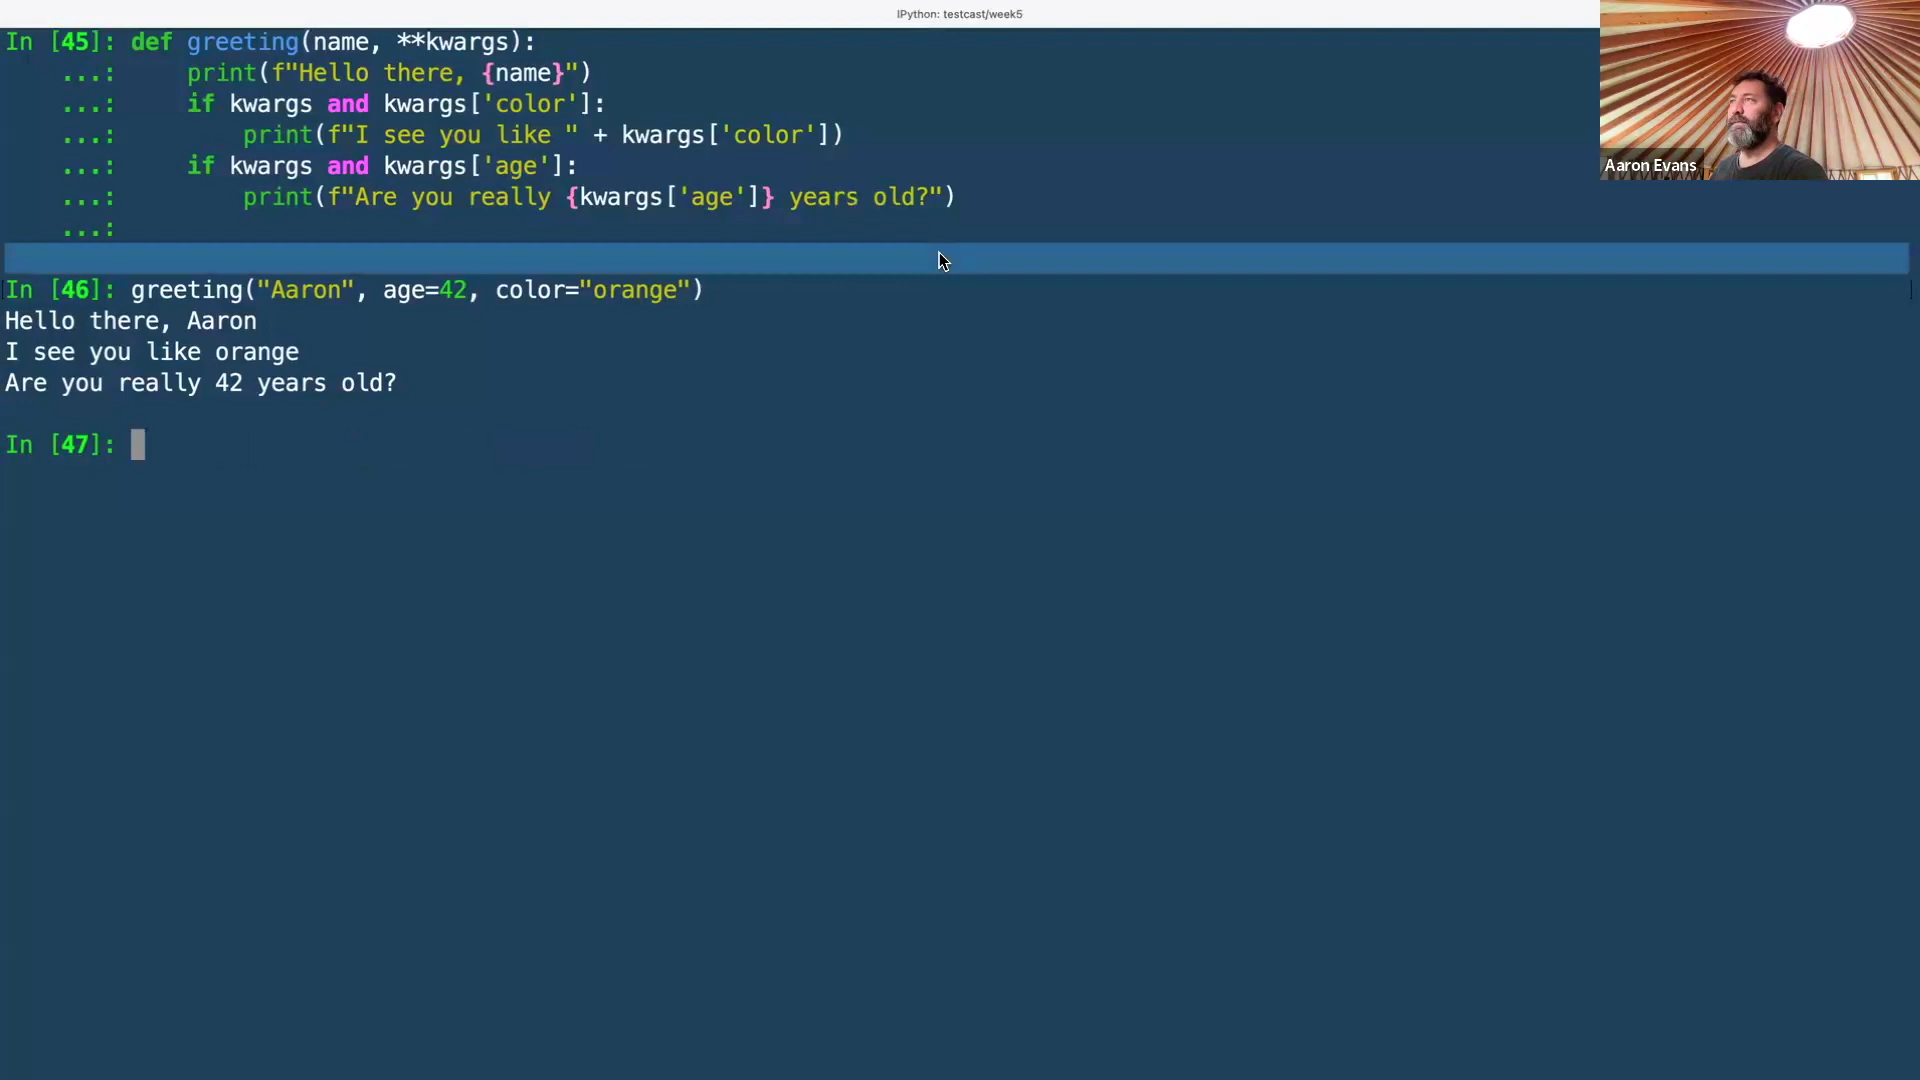 IPython: testcast/week5
In [45]: def greeting(name, **kwargs):
    ...:     print(f"Hello there, {name}")
    ...:     if kwargs and kwargs['color']:
    ...:         print(f"I see you like " + kwargs['color'])
    ...:     if kwargs and kwargs['age']:
    ...:         print(f"Are you really {kwargs['age']} years old?")
    ...:
In [46]: greeting("Aaron", age=42, color="orange")
Hello there, Aaron
I see you like orange
Are you really 42 years old?
In [47]:
Aaron Evans